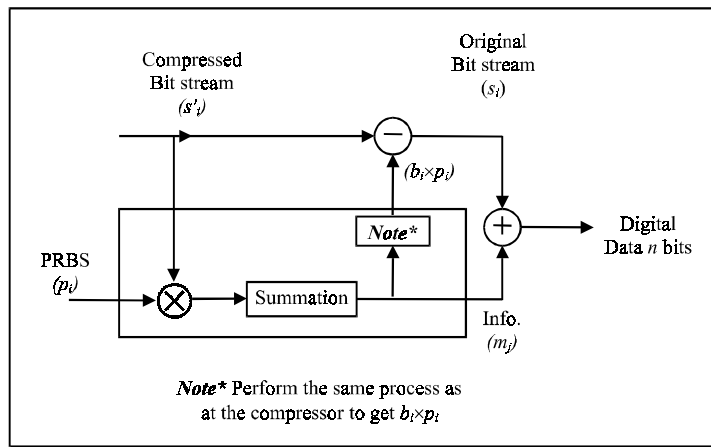 Compressed
Bit stream
(s'i)
Original
Bit stream
(si)
−
(bi×pi)
Note*
+
Digital
Data n bits
PRBS
(pi)
×
Summation
Info.
(mj)
Note* Perform the same process as
at the compressor to get bi×pi